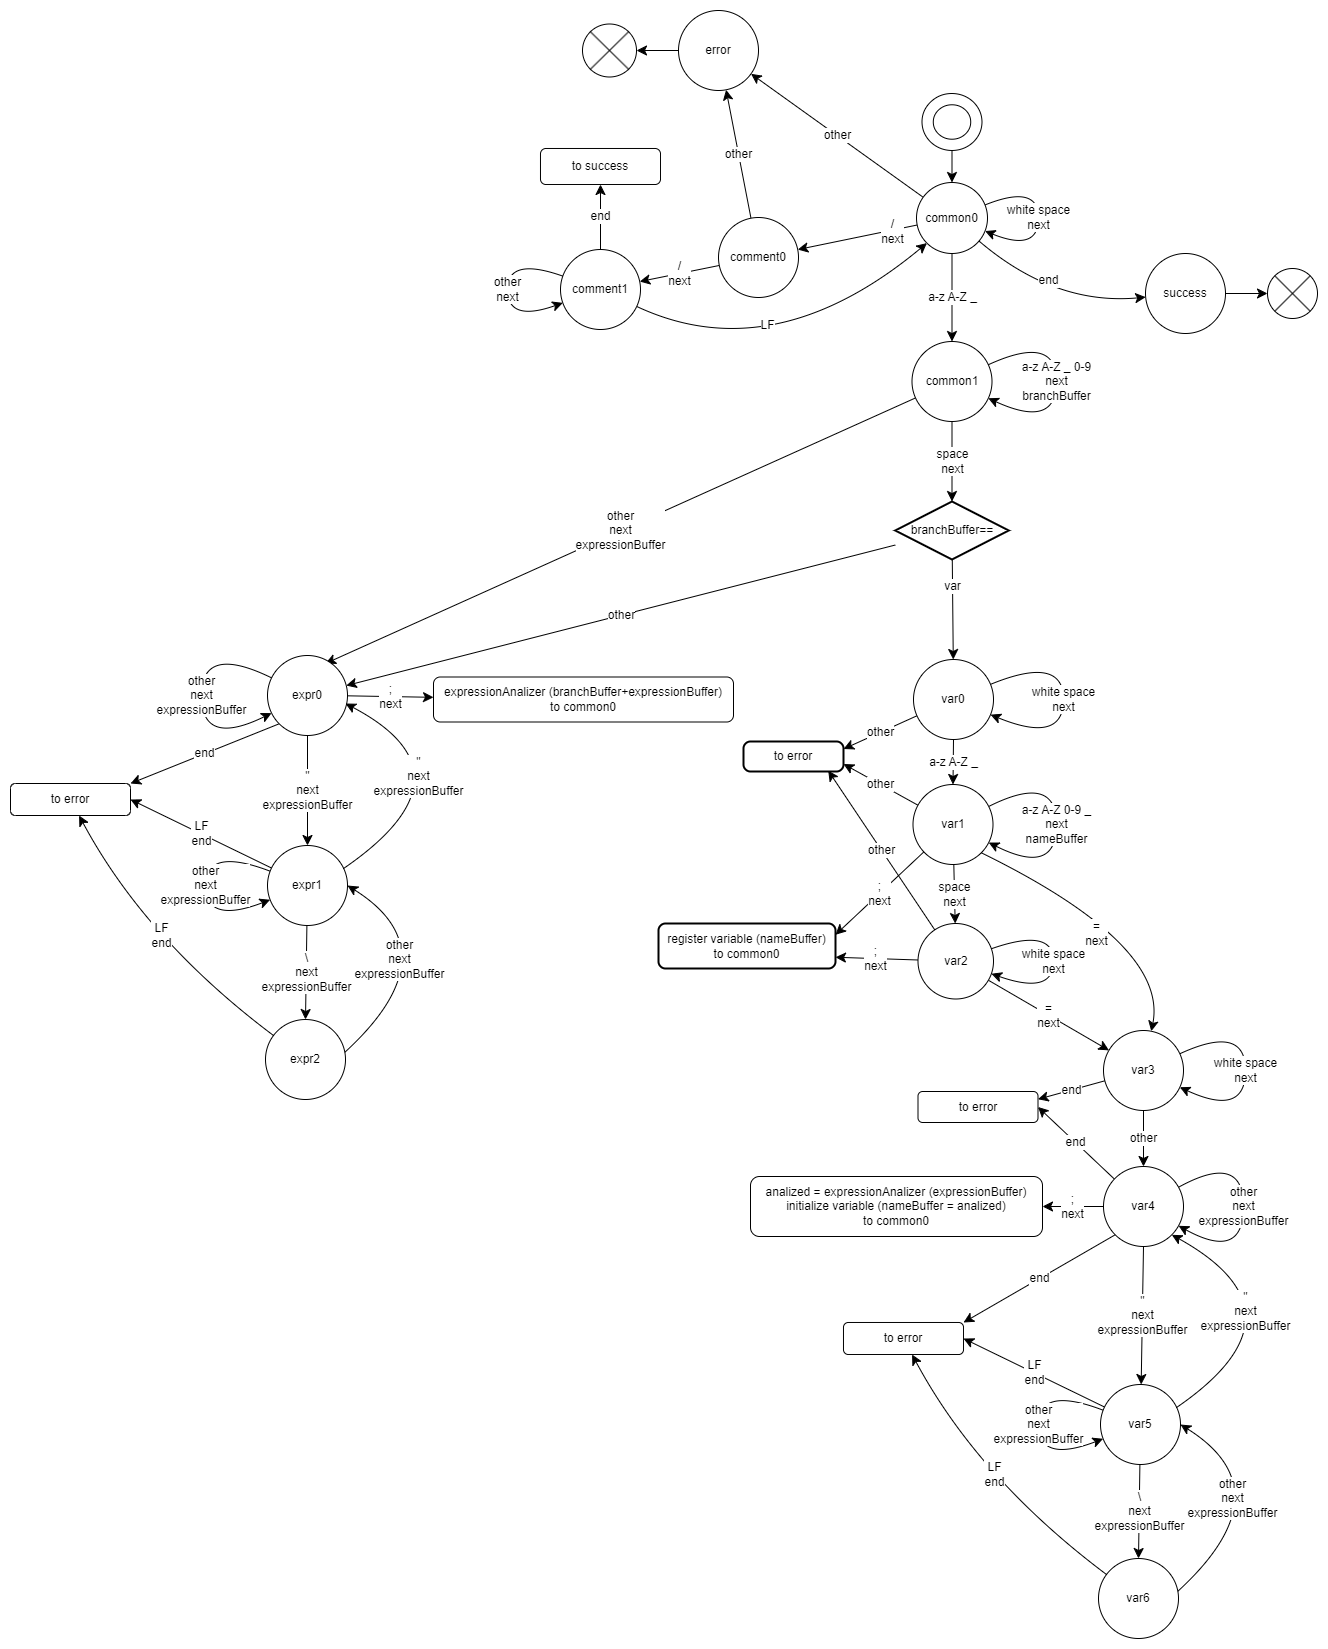 error
other
to success
other
common0
white space
next
/
next
end
comment0
/
next
other
next
comment1
end
success
a-z A-Z _
LF
common1
a-z A-Z _ 0-9
next
branchBuffer
space
next
other
next
expressionBuffer
branchBuffer==
var
other
other
next
expressionBuffer
expr0
;
next
expressionAnalizer (branchBuffer+expressionBuffer)
to common0
var0
white space
next
other
end
to error
a-z A-Z _
"
next
expressionBuffer
"
next
expressionBuffer
to error
other
var1
a-z A-Z 0-9 _
next
nameBuffer
LF
end
other
other
next
expressionBuffer
expr1
;
next
space
next
LF
end
\
next
expressionBuffer
other
next
expressionBuffer
register variable (nameBuffer)
to common0
;
next
var2
white space
next
=
next
=
next
expr2
var3
white space
next
end
to error
other
end
analized = expressionAnalizer (expressionBuffer)
initialize variable (nameBuffer = analized)
to common0
;
next
var4
other
next
expressionBuffer
end
"
next
expressionBuffer
"
next
expressionBuffer
to error
LF
end
other
next
expressionBuffer
var5
LF
end
\
next
expressionBuffer
other
next
expressionBuffer
var6